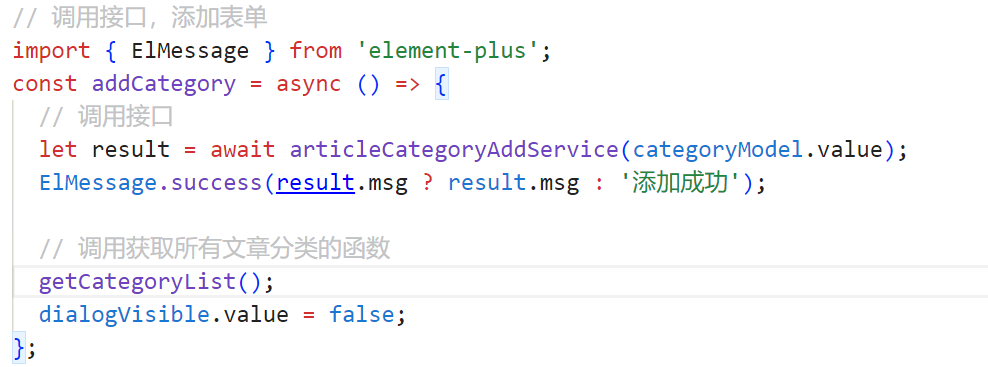 // 调用接口，添加表单
import { ElMessage } from 'element-plus';
const addCategory = async () => {
  // 调用接口
  let result = await articleCategoryAddService(categoryModel.value);
  ElMessage.success(result.msg ? result.msg : '添加成功');

  // 调用获取所有文章分类的函数
  getCategoryList();
  dialogVisible.value = false;
};